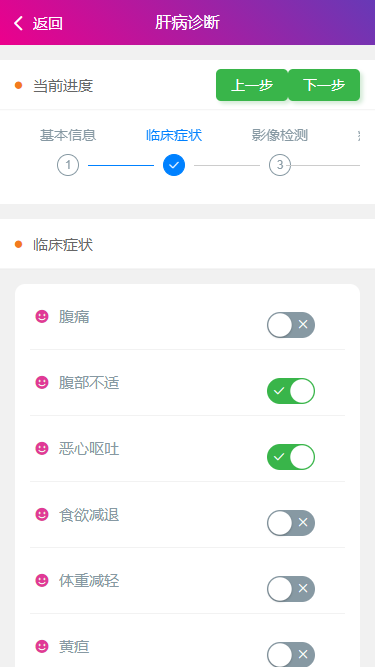 返回
肝病诊断
当前进度
上一步
下一步
基本信息
临床症状
影像检测
1
3
临床症状
腹痛
腹部不适
恶心呕吐
食欲减退
体重减轻
黄疸